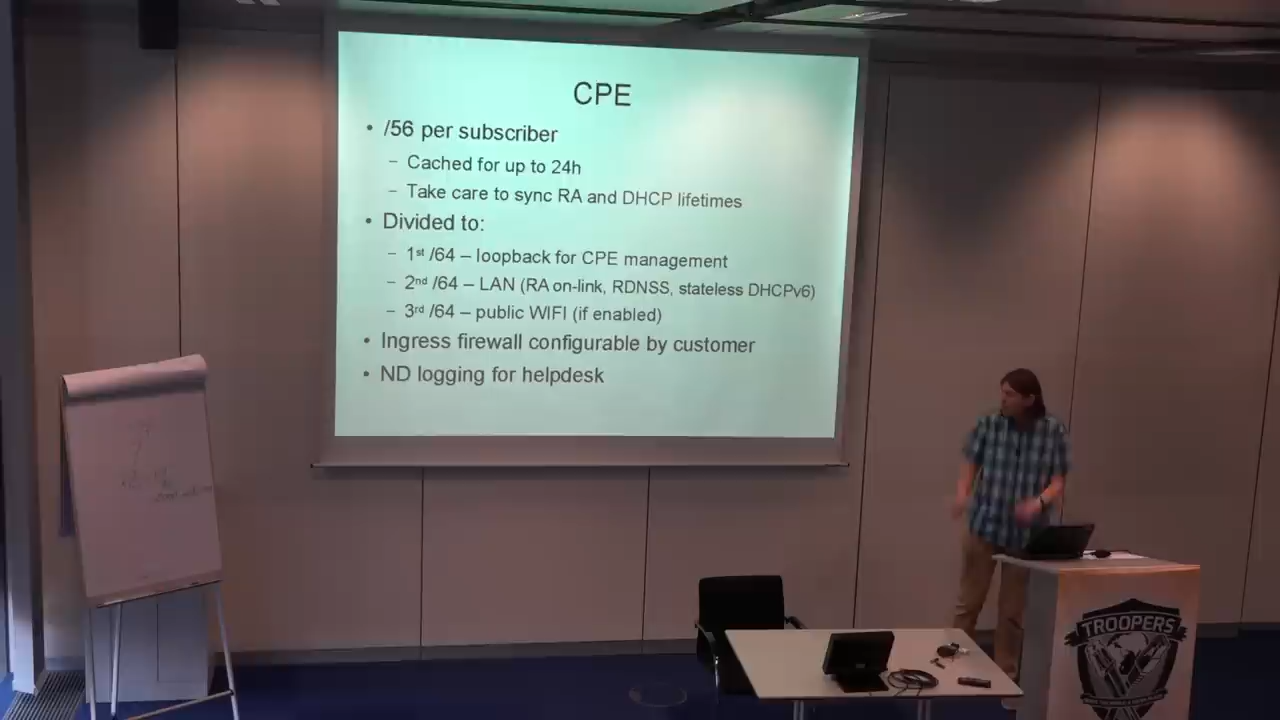 CPE
• /56 per subscriber
– Cached for up to 24h
– Take care to sync RA and DHCP lifetimes
• Divided to:
– 1st /64 – loopback for CPE management
– 2nd /64 – LAN (RA on-link, RDNSS, stateless DHCPv6)
– 3rd /64 – public WIFI (if enabled)
• Ingress firewall configurable by customer
• ND logging for helpdesk
TROOPERS